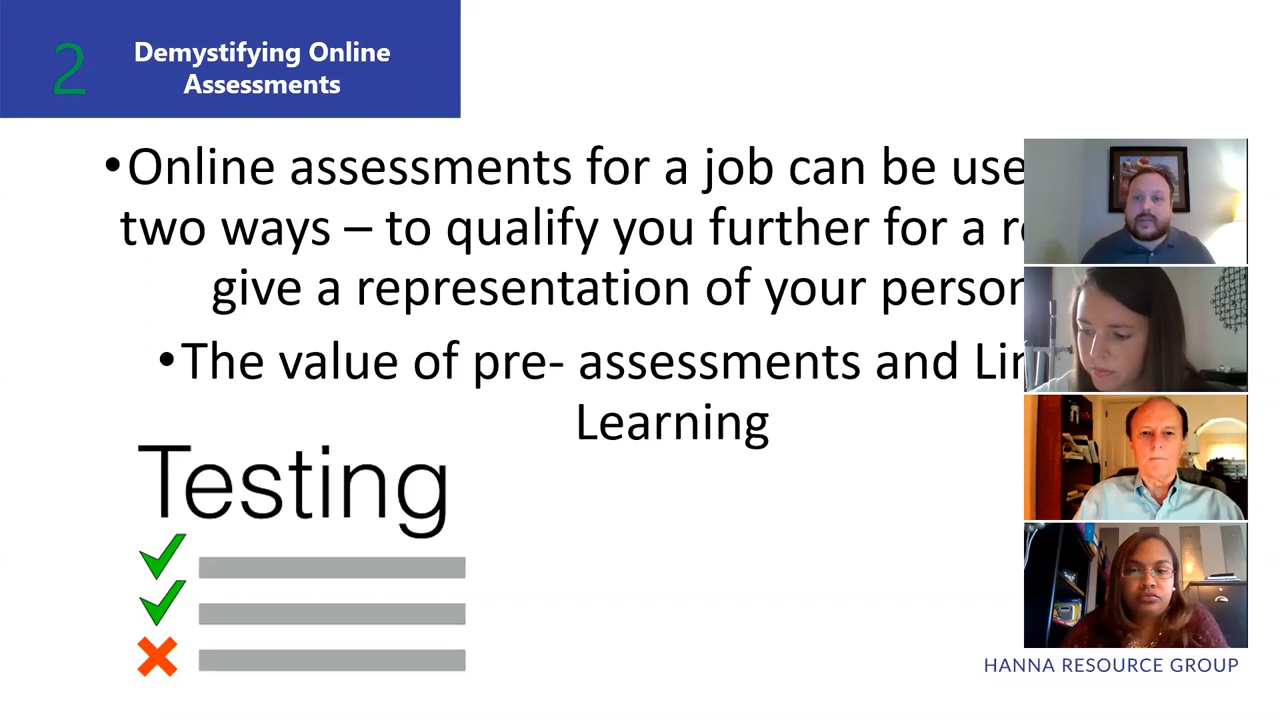 2
Demystifying Online
Assessments
•Online assessments for a job can be use
two ways – to qualify you further for a r
give a representation of your person
•The value of pre- assessments and Lin
Learning
Testing
HANNA RESOURCE GROUP